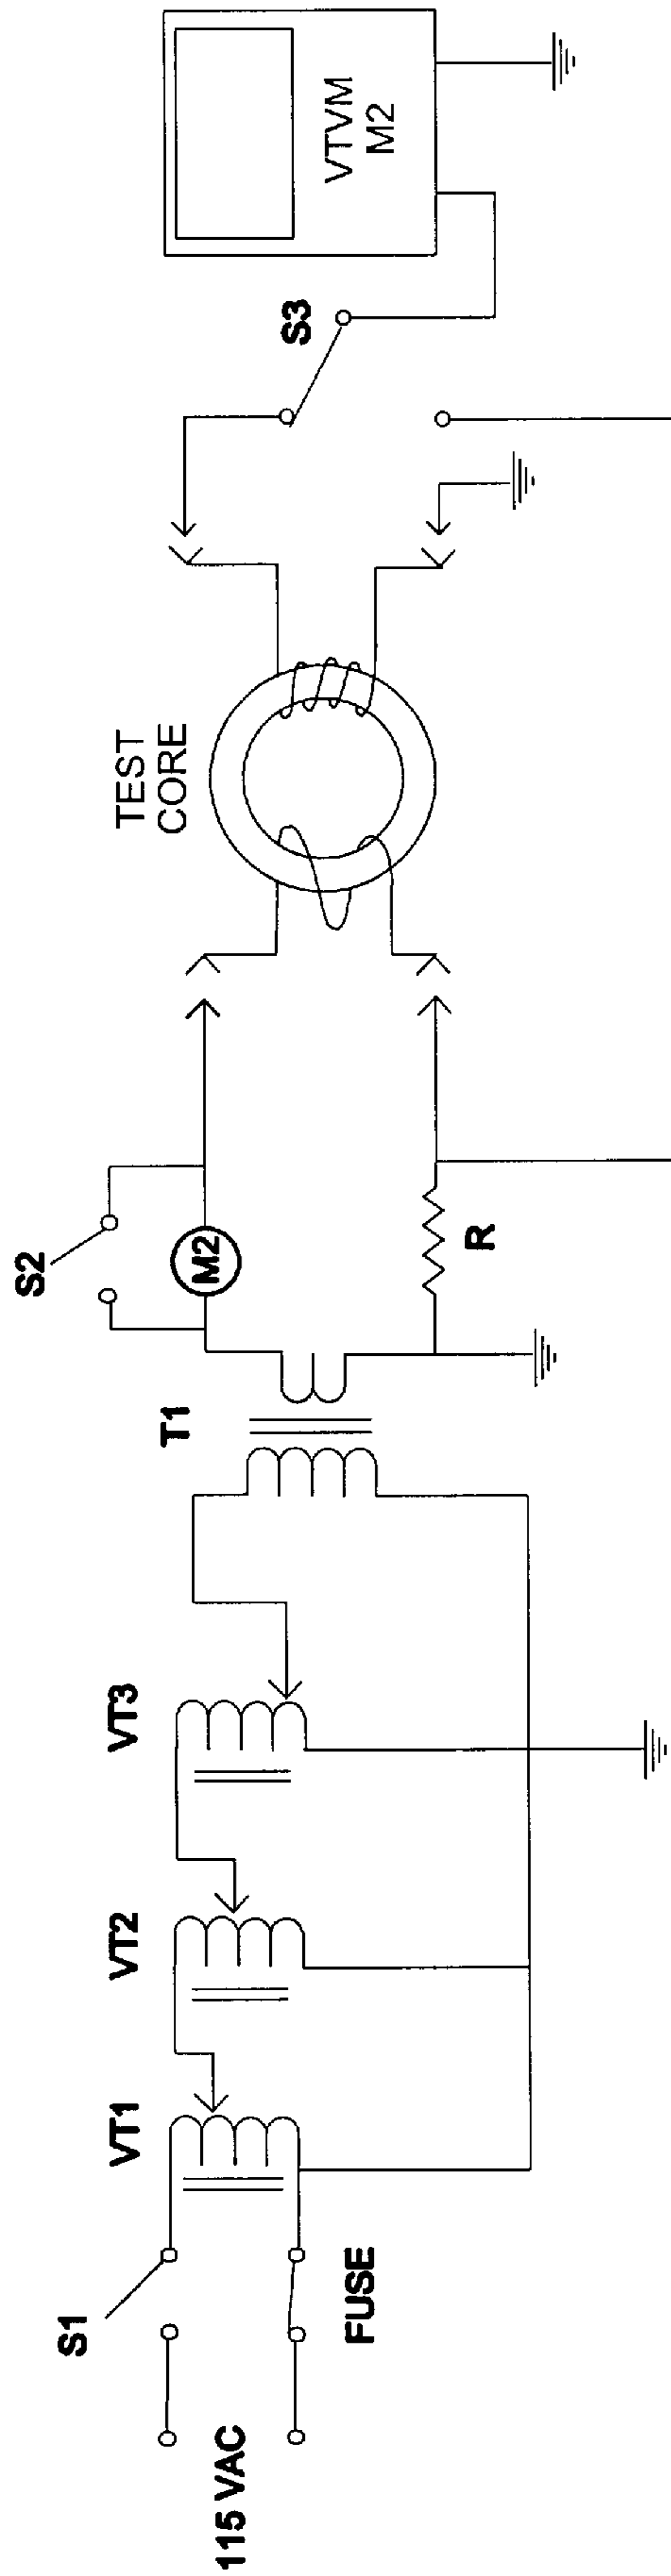 115 VAC
S1
FUSE
VT1
VT2
VT3
T1
S2
M2
R
TEST
CORE
S3
VTVM
M2